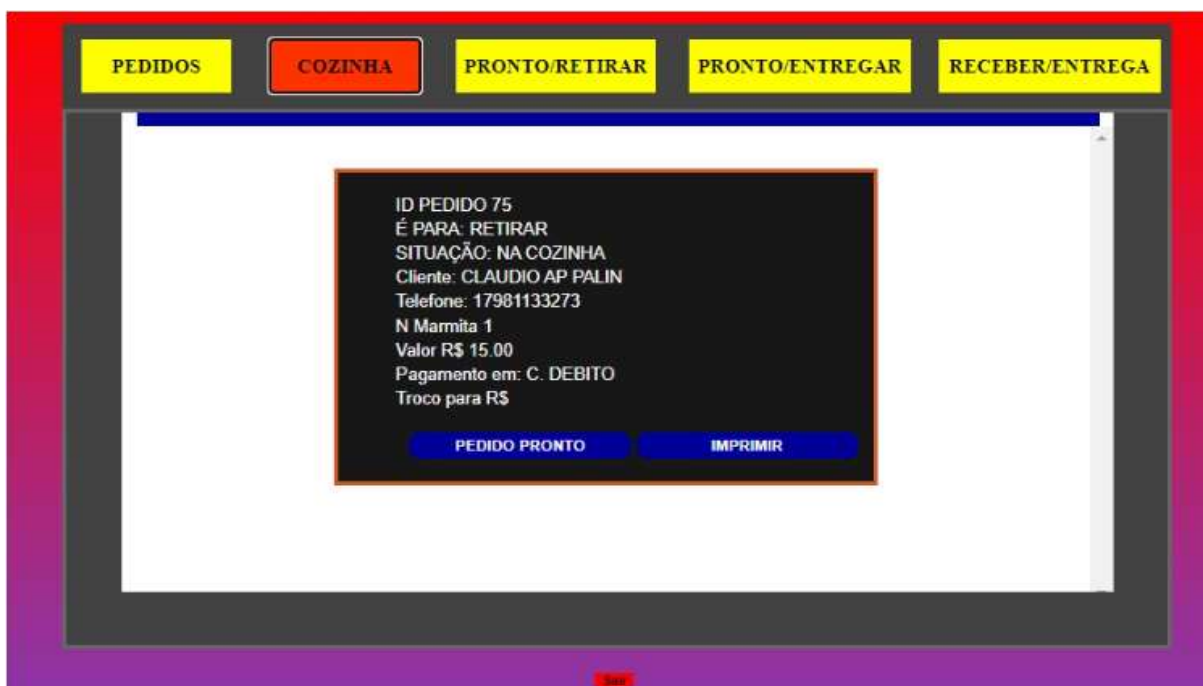 PEDIDOS COZINHA PRONTO/RETIRAR PRONTO/ENTREGAR RECEBER/ENTREGA
ID PEDIDO 75
É PARA: RETIRAR
SITUAÇÃO: NA COZINHA
Cliente: CLAUDIO AP PALIN
Telefone: 17981133273
N Marmita 1
Valor R$ 15.00
Pagamento em: C. DEBITO
Troco para R$
PEDIDO PRONTO IMPRIMIR